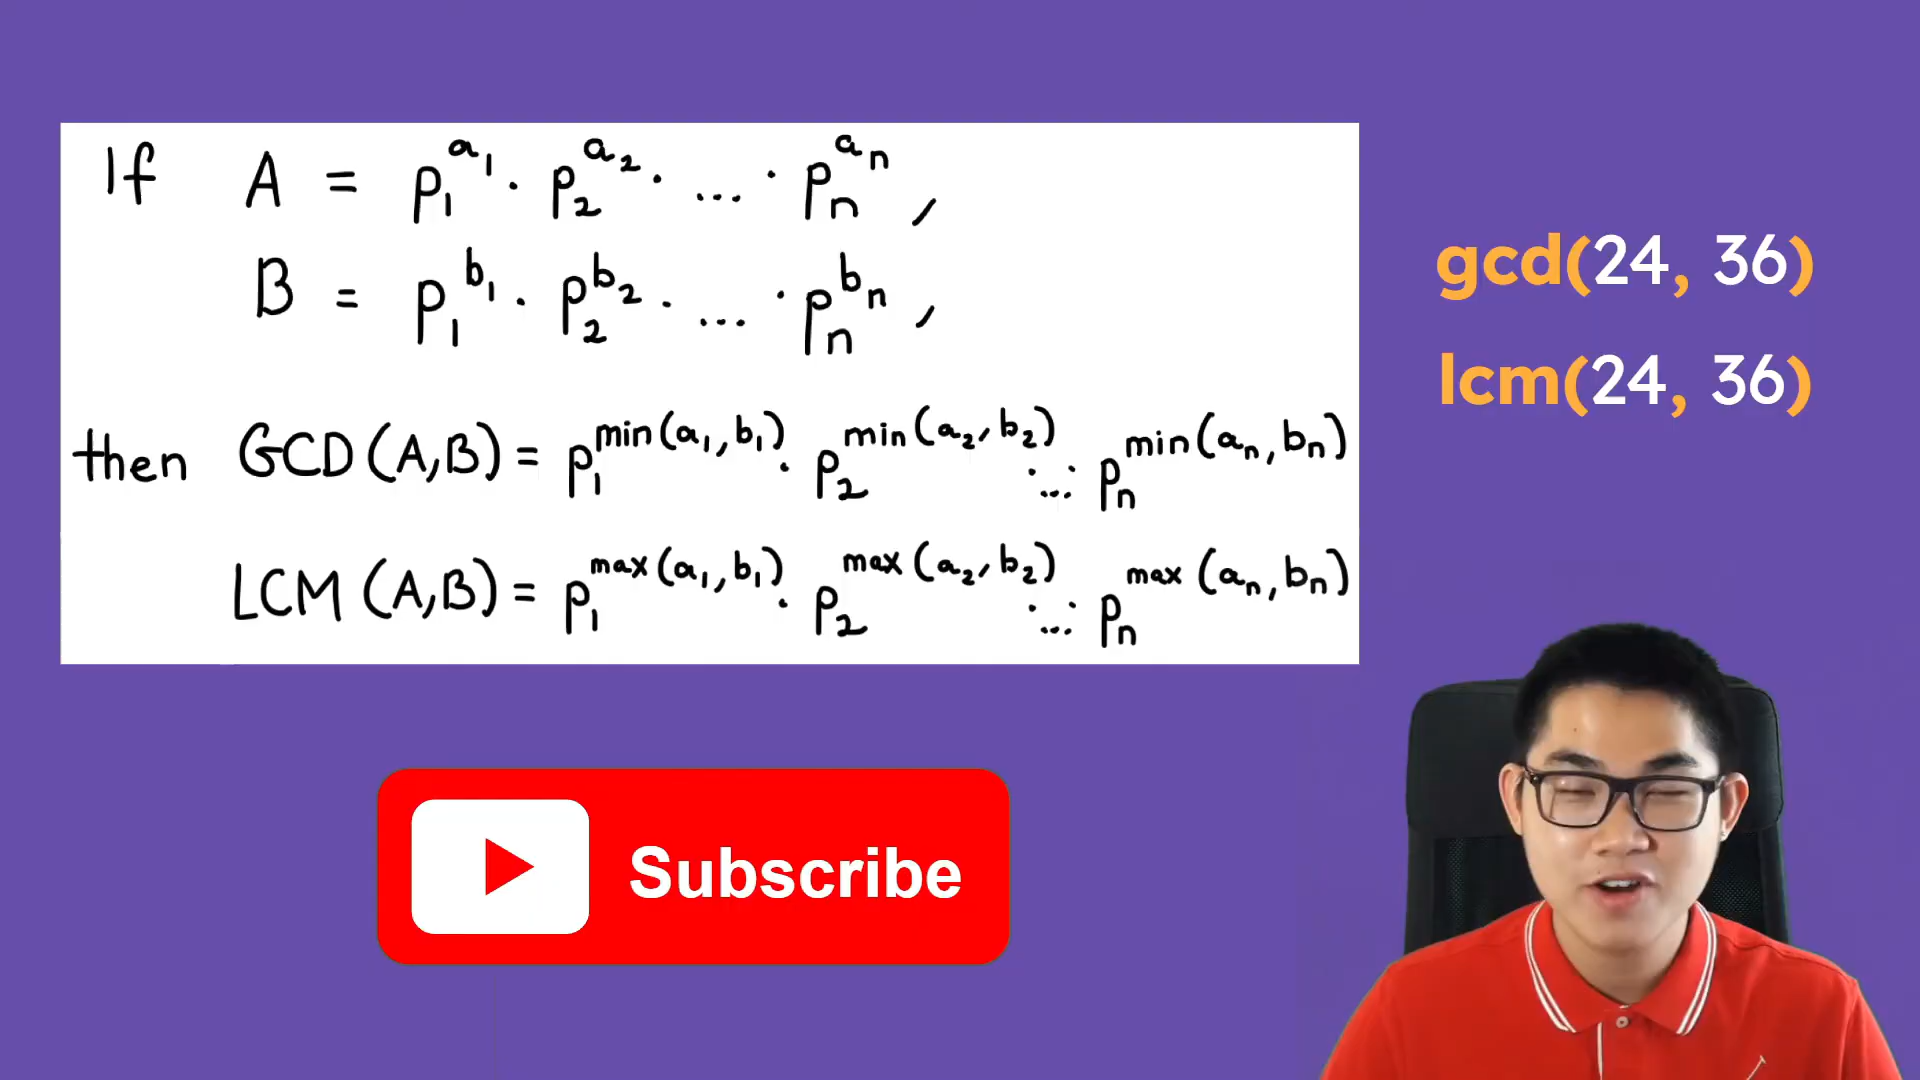 If A = p₁^a₁ · p₂^a₂ · ... · pₙ^aₙ,
B = p₁^b₁ · p₂^b₂ · ... · pₙ^bₙ,
then GCD(A,B) = p₁^min(a₁,b₁) · p₂^min(a₂,b₂) · ... · pₙ^min(aₙ,bₙ)
LCM(A,B) = p₁^max(a₁,b₁) · p₂^max(a₂,b₂) · ... · pₙ^max(aₙ,bₙ)
gcd(24, 36)
lcm(24, 36)
Subscribe